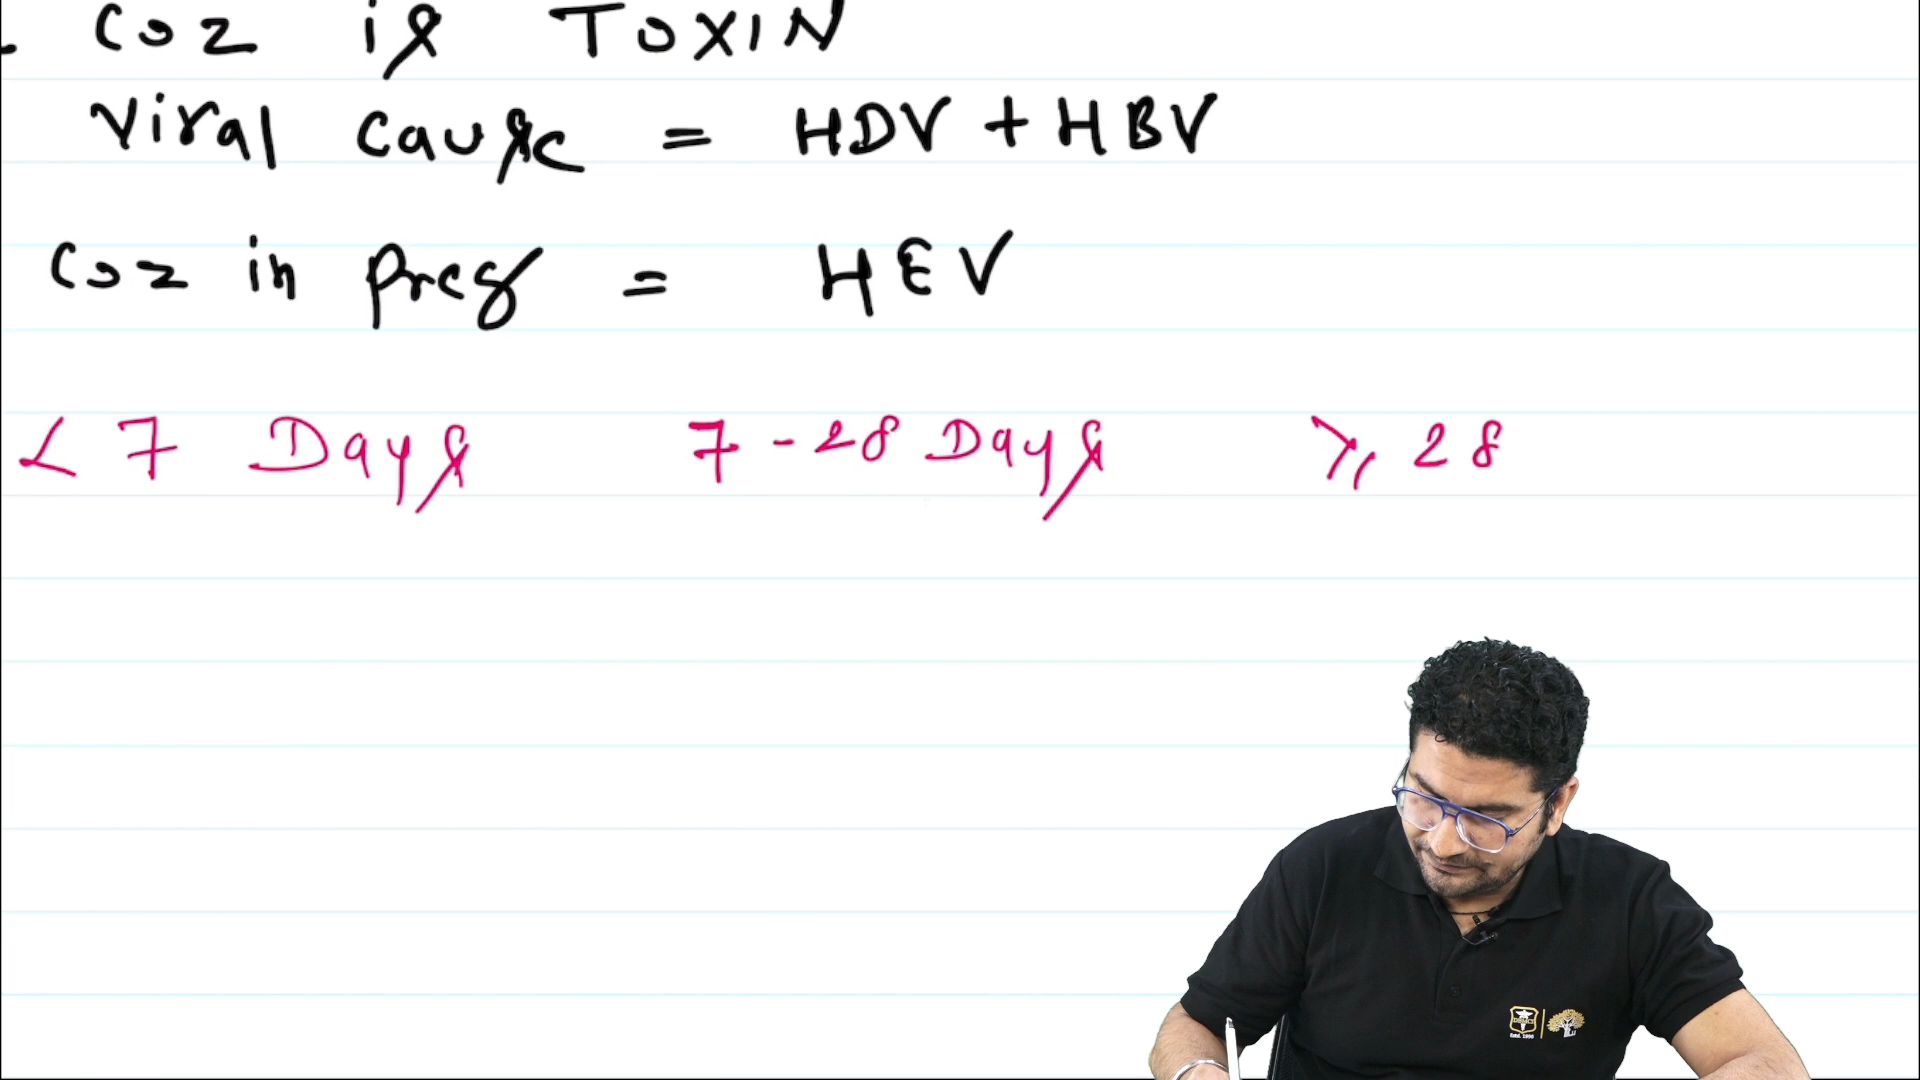 Coz is TOXIN
Viral cause = HDV + HBV
Coz in preg = HEV
< 7 Days 7-28 Days ⩾ 28